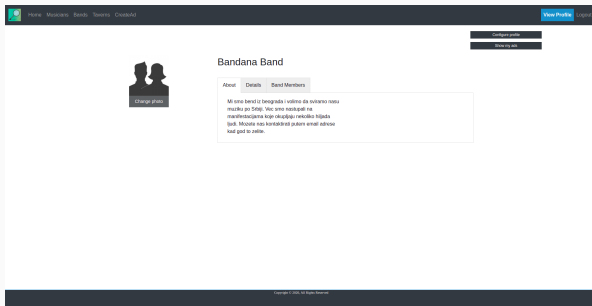 Home Musicians Bands Taverns CreateAd
View Profile Logout
Configure profile
Show my ads
Bandana Band
Change photo
About Details Band Members
Mi smo bend iz beograda i volimo da sviramo nasu
muziku po Srbiji. Vec smo nastupali na
manifestacijama koje okupljaju nekoliko hiljada
ljudi. Mozete nas kontaktirati putem email adrese
kad god to zelite.
Copyright © 2020, All Rights Reserved.